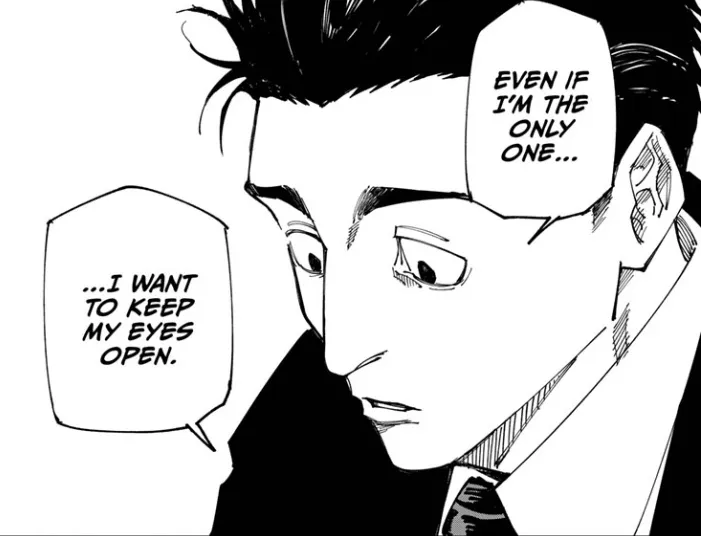 EVEN IF
I'M THE
ONLY
ONE...
...I WANT
TO KEEP
MY EYES
OPEN.